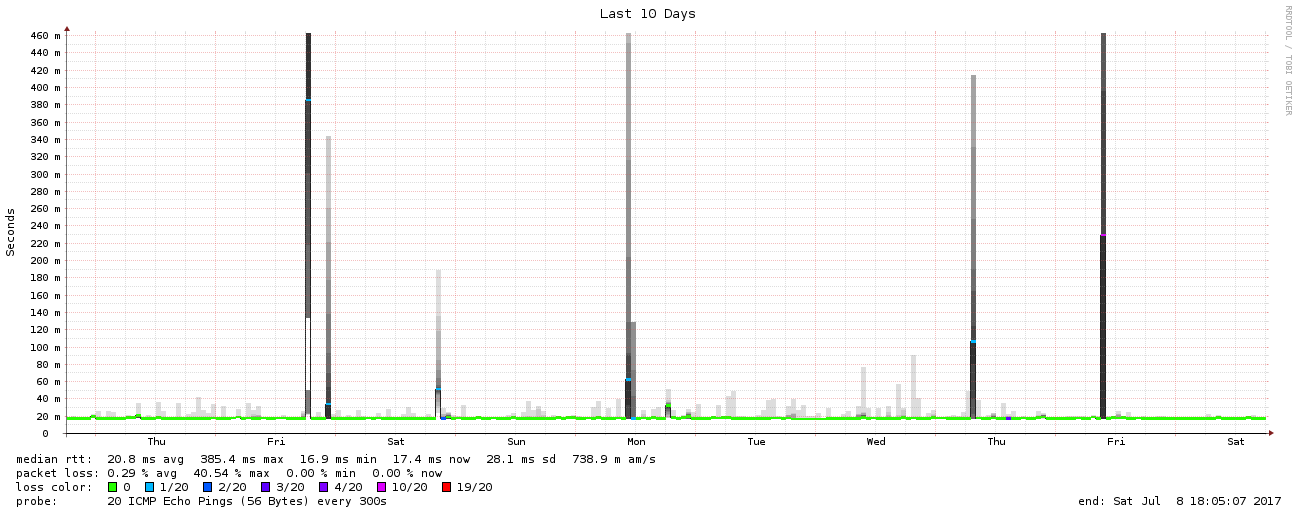 Last 10 Days
RRDTOOL / TOBI OETIKER
Seconds
460 m
440 m
420 m
400 m
380 m
360 m
340 m
320 m
300 m
280 m
260 m
240 m
220 m
200 m
180 m
160 m
140 m
120 m
100 m
80 m
60 m
40 m
20 m
0
Thu Fri Sat Sun Mon Tue Wed Thu Fri Sat
median rtt: 20.8 ms avg 385.4 ms max 16.9 ms min 17.4 ms now 28.1 ms sd 738.9 m am/s
packet loss: 0.29 % avg 40.54 % max 0.00 % min 0.00 % now
loss color: 0 1/20 2/20 3/20 4/20 10/20 19/20
probe: 20 ICMP Echo Pings (56 Bytes) every 300s end: Sat Jul 8 18:05:07 2017